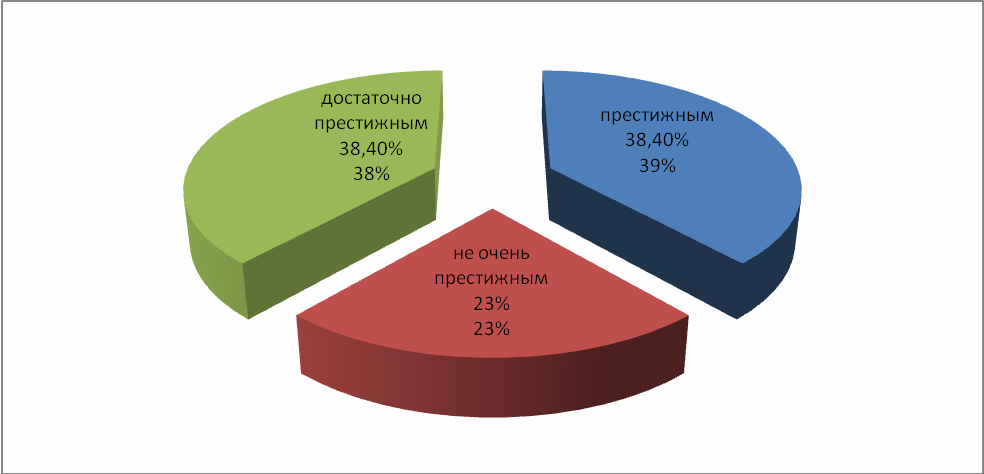 достаточно
престижным
38,40%
38%
престижным
38,40%
39%
не очень
престижным
23%
23%